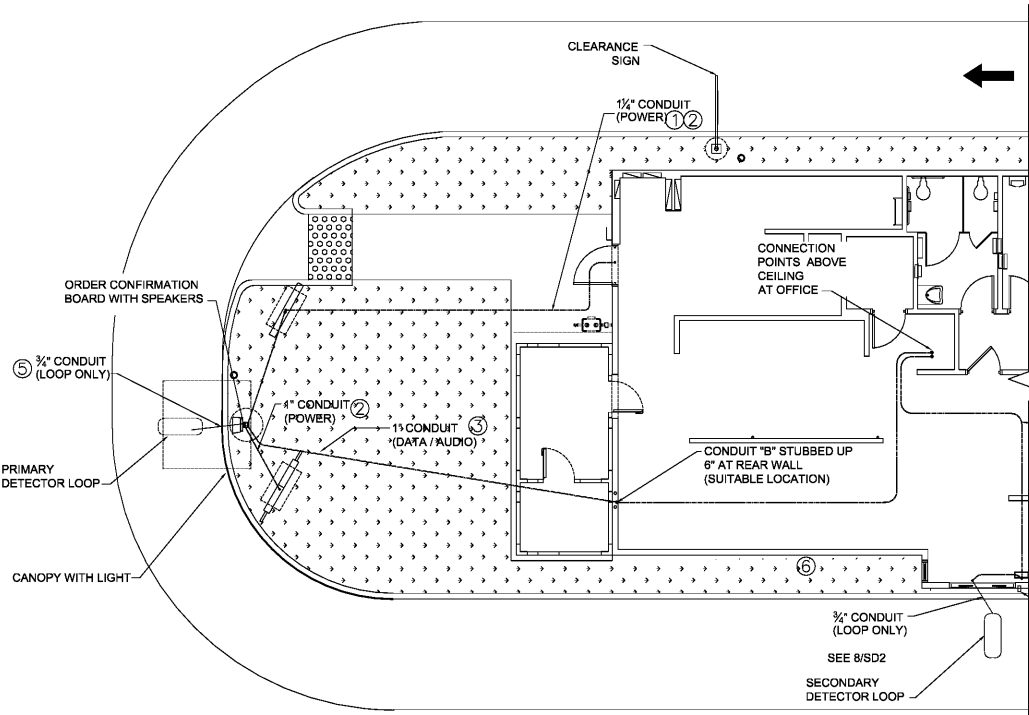 CLEARANCE
SIGN
1¼" CONDUIT
(POWER) ① ②
CONNECTION
POINTS ABOVE
CEILING
AT OFFICE
ORDER CONFIRMATION
BOARD WITH SPEAKERS
⑤ ¾" CONDUIT
(LOOP ONLY)
1" CONDUIT ②
(POWER)
1" CONDUIT ③
(DATA / AUDIO)
PRIMARY
DETECTOR LOOP
CONDUIT "B" STUBBED UP
6" AT REAR WALL
(SUITABLE LOCATION)
CANOPY WITH LIGHT
⑥
¾" CONDUIT
(LOOP ONLY)
SEE 8/SD2
SECONDARY
DETECTOR LOOP